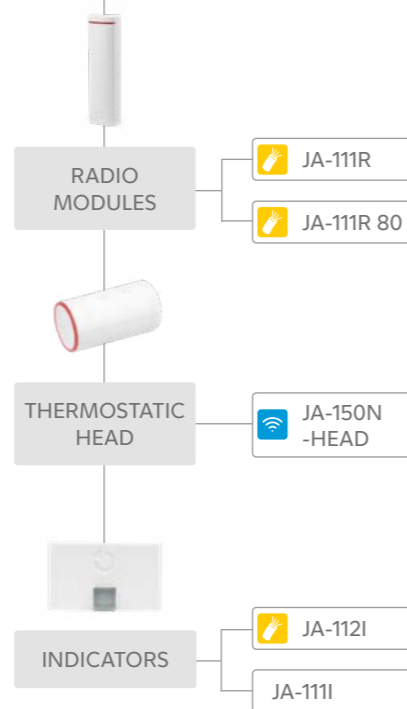 RADIO
MODULES
JA-111R
JA-111R 80
THERMOSTATIC
HEAD
JA-150N
-HEAD
INDICATORS
JA-112I
JA-111I